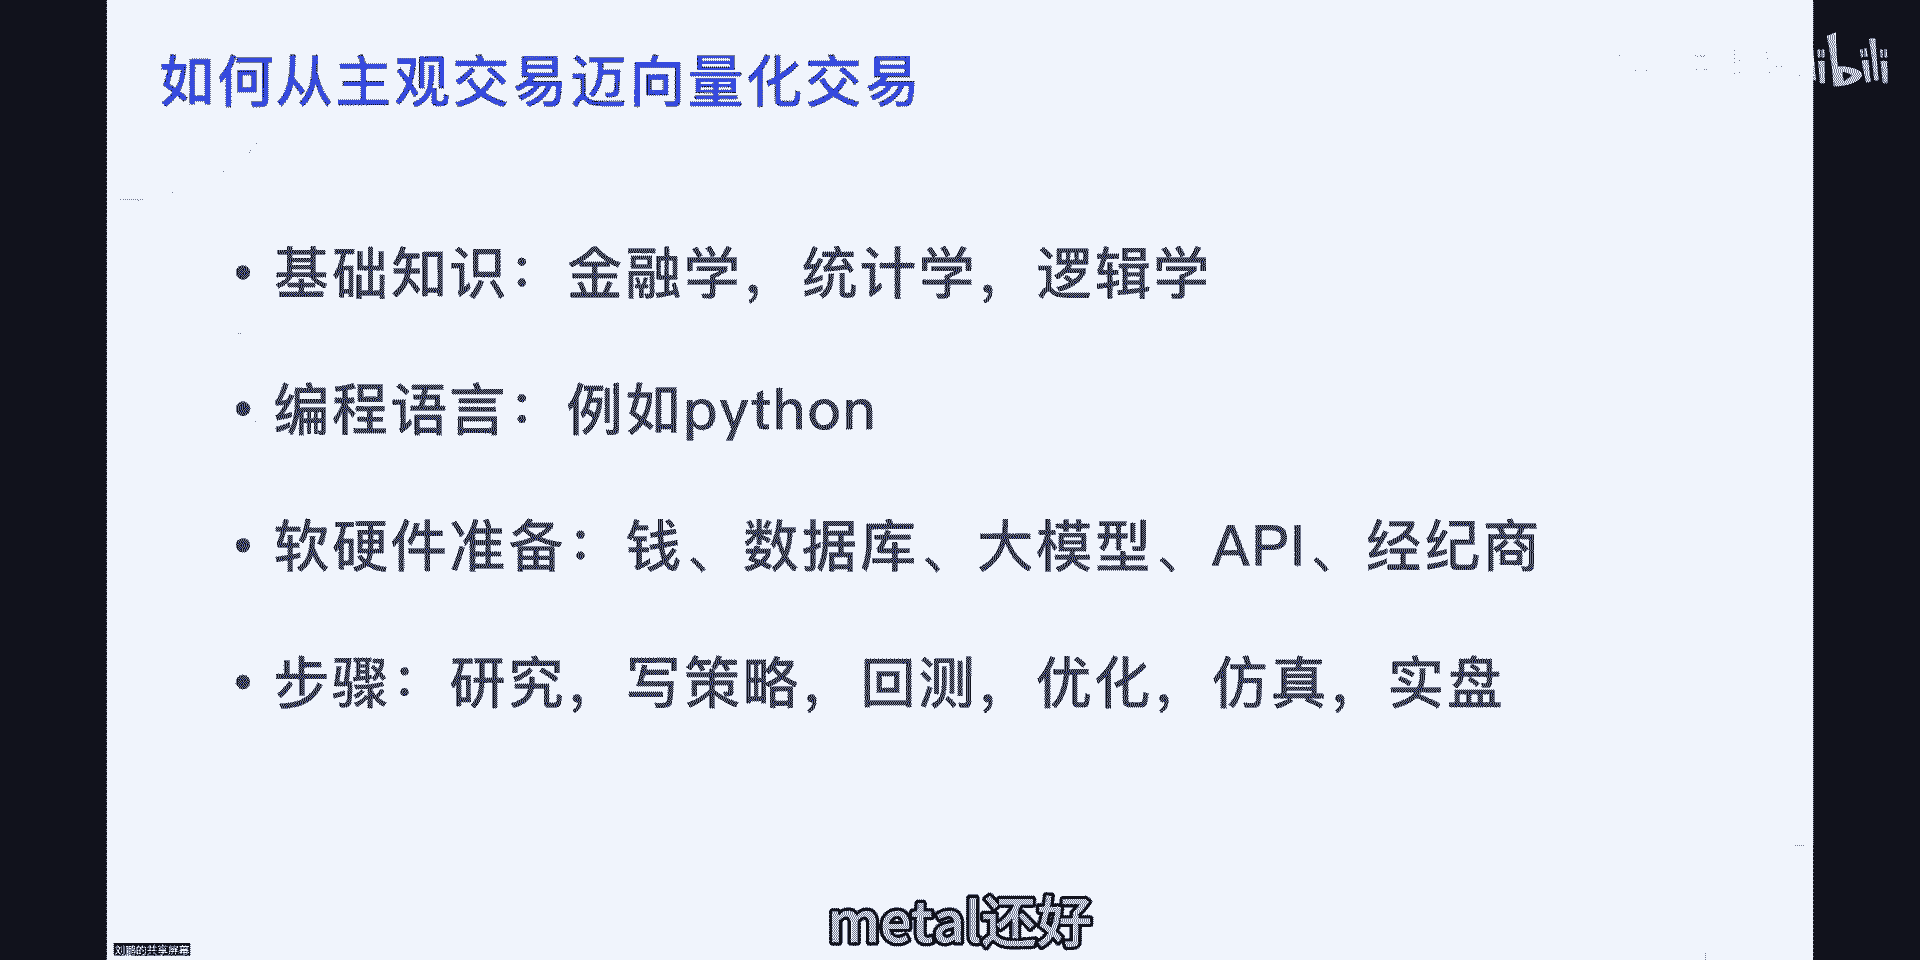 如何从主观交易迈向量化交易
ibili
• 基础知识：金融学，统计学，逻辑学
• 编程语言：例如python
• 软硬件准备：钱、数据库、大模型、API、经纪商
• 步骤：研究，写策略，回测，优化，仿真，实盘
metal还好
的共享屏幕